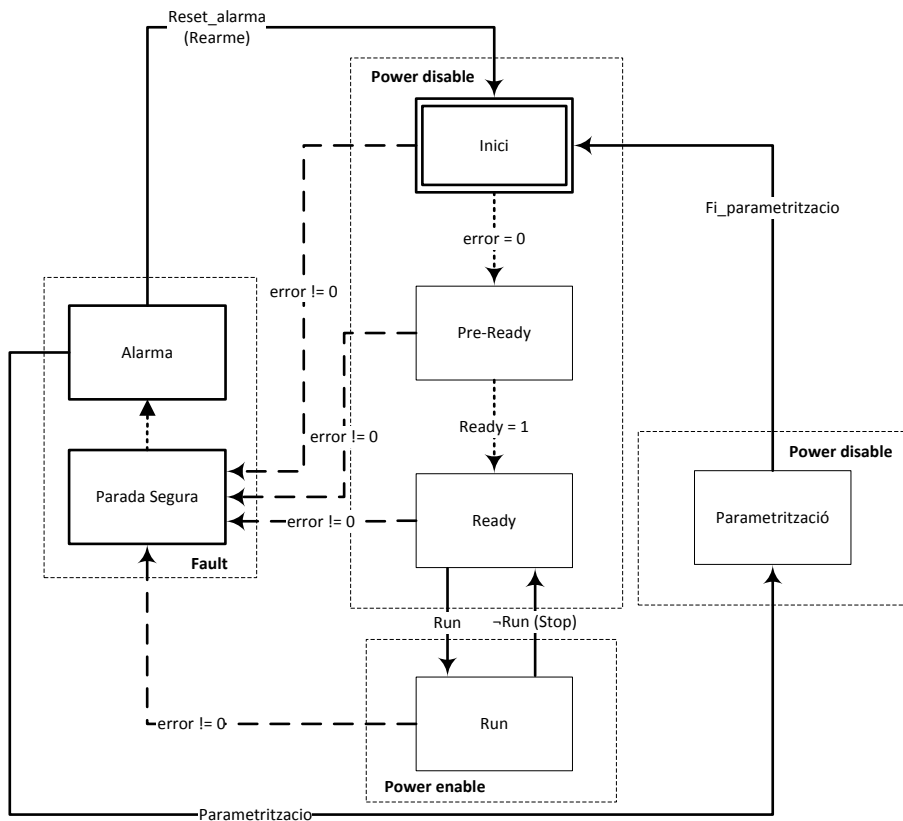 Reset_alarma
(Rearme)
Power disable
Inici
Fi_parametritzacio
error = 0
error != 0
Pre-Ready
Alarma
Ready = 1
error != 0
Power disable
Parada Segura
Ready
Parametrització
error != 0
Fault
Run
¬Run (Stop)
Run
error != 0
Power enable
Parametritzacio